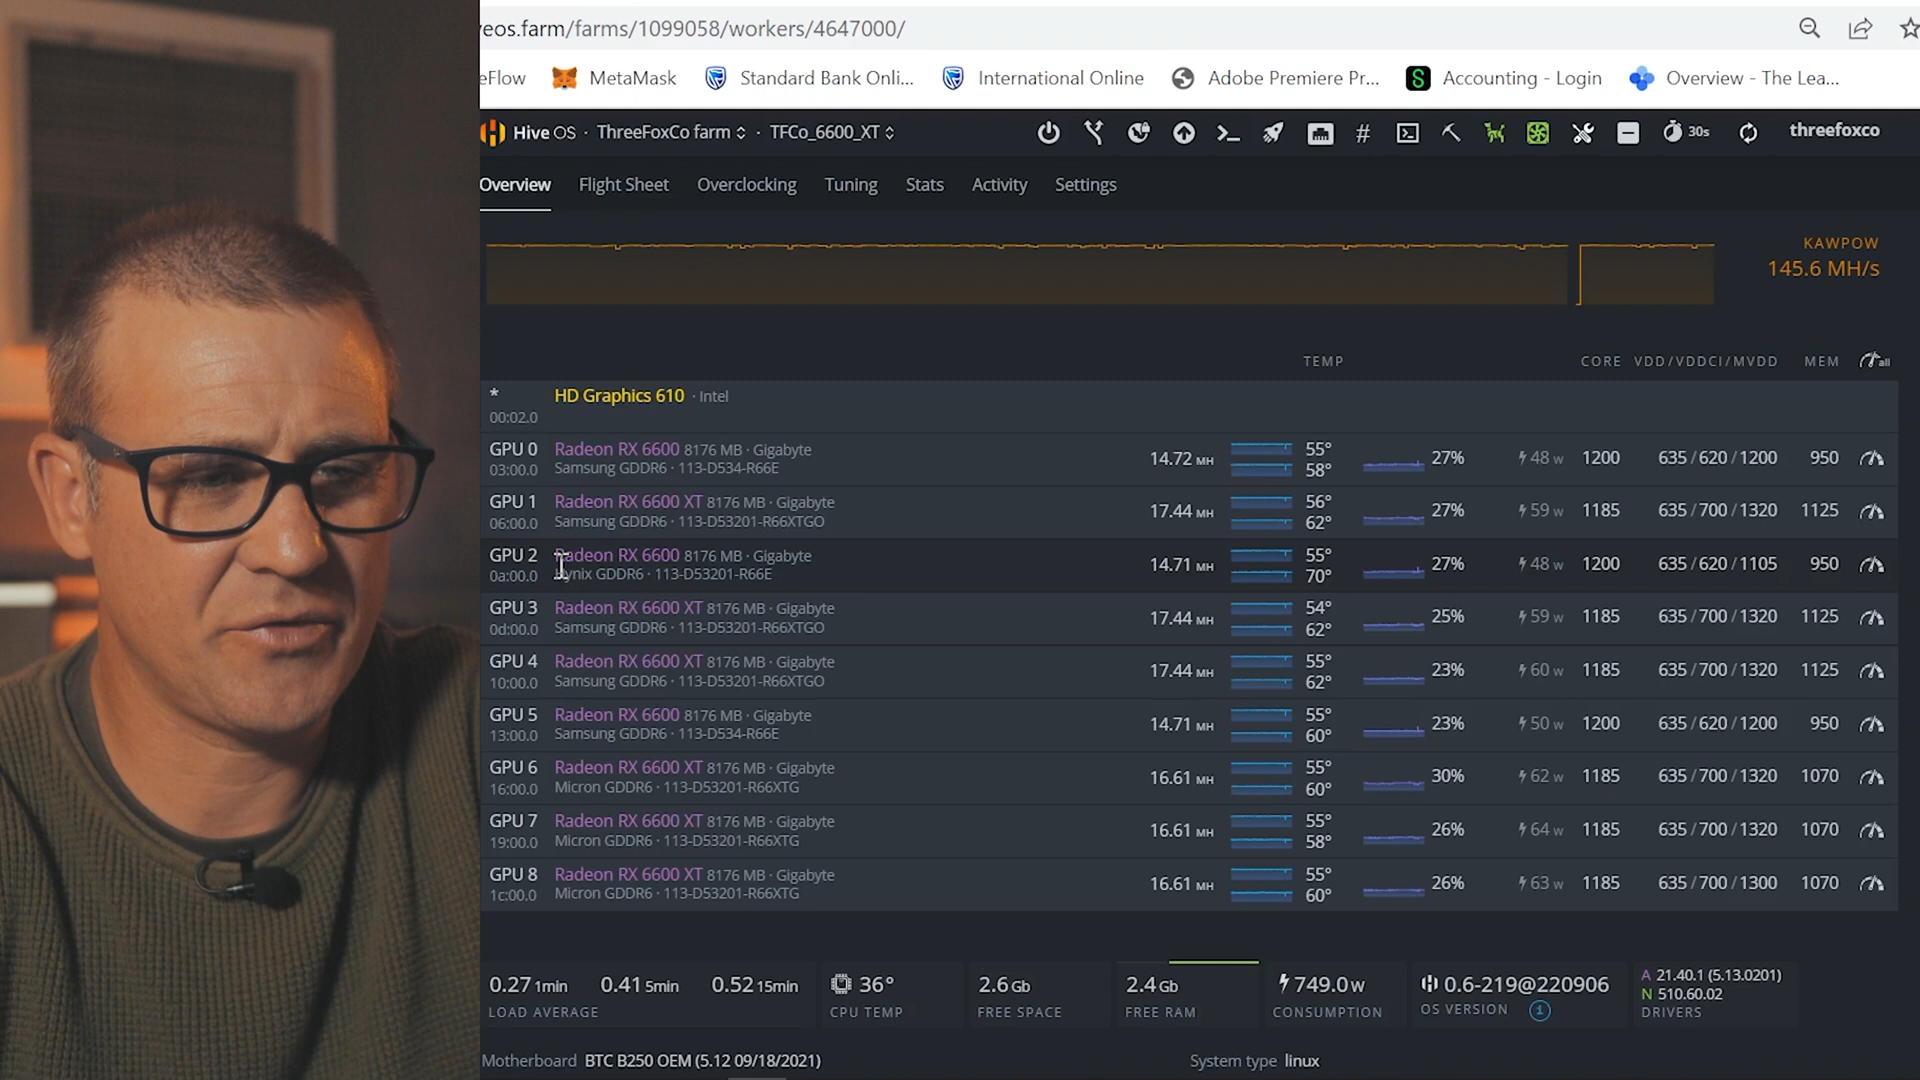 veos.farm/farms/1099058/workers/4647000/
eFlow MetaMask Standard Bank Onli... International Online Adobe Premiere Pr... Accounting - Login Overview - The Lea...
Hive OS · ThreeFoxCo farm · TFCo_6600_XT 30s threefoxco
Overview Flight Sheet Overclocking Tuning Stats Activity Settings
KAWPOW
145.6 MH/s
TEMP CORE VDD/VDDCI/MVDD MEM all
* HD Graphics 610 · Intel
00:02.0
GPU 0 Radeon RX 6600 8176 MB · Gigabyte 14.72 MH 55° 27% 48 W 1200 635/620/1200 950
03:00.0 Samsung GDDR6 · 113-D534-R66E 58°
GPU 1 Radeon RX 6600 XT 8176 MB · Gigabyte 17.44 MH 56° 27% 59 W 1185 635/700/1320 1125
06:00.0 Samsung GDDR6 · 113-D53201-R66XTGO 62°
GPU 2 Radeon RX 6600 8176 MB · Gigabyte 14.71 MH 55° 27% 48 W 1200 635/620/1105 950
0a:00.0 Hynix GDDR6 · 113-D53201-R66E 70°
GPU 3 Radeon RX 6600 XT 8176 MB · Gigabyte 17.44 MH 54° 25% 59 W 1185 635/700/1320 1125
0d:00.0 Samsung GDDR6 · 113-D53201-R66XTGO 62°
GPU 4 Radeon RX 6600 XT 8176 MB · Gigabyte 17.44 MH 55° 23% 60 W 1185 635/700/1320 1125
10:00.0 Samsung GDDR6 · 113-D53201-R66XTGO 62°
GPU 5 Radeon RX 6600 8176 MB · Gigabyte 14.71 MH 55° 23% 50 W 1200 635/620/1200 950
13:00.0 Samsung GDDR6 · 113-D534-R66E 60°
GPU 6 Radeon RX 6600 XT 8176 MB · Gigabyte 16.61 MH 55° 30% 62 W 1185 635/700/1320 1070
16:00.0 Micron GDDR6 · 113-D53201-R66XTG 60°
GPU 7 Radeon RX 6600 XT 8176 MB · Gigabyte 16.61 MH 55° 26% 64 W 1185 635/700/1320 1070
19:00.0 Micron GDDR6 · 113-D53201-R66XTG 58°
GPU 8 Radeon RX 6600 XT 8176 MB · Gigabyte 16.61 MH 55° 26% 63 W 1185 635/700/1300 1070
1c:00.0 Micron GDDR6 · 113-D53201-R66XTG 60°
0.27 1min 0.41 5min 0.52 15min 36° 2.6 Gb 2.4 Gb 749.0 W 0.6-219@220906 A 21.40.1 (5.13.0201)
N 510.60.02
LOAD AVERAGE CPU TEMP FREE SPACE FREE RAM CONSUMPTION OS VERSION DRIVERS
Motherboard BTC B250 OEM (5.12 09/18/2021) System type linux